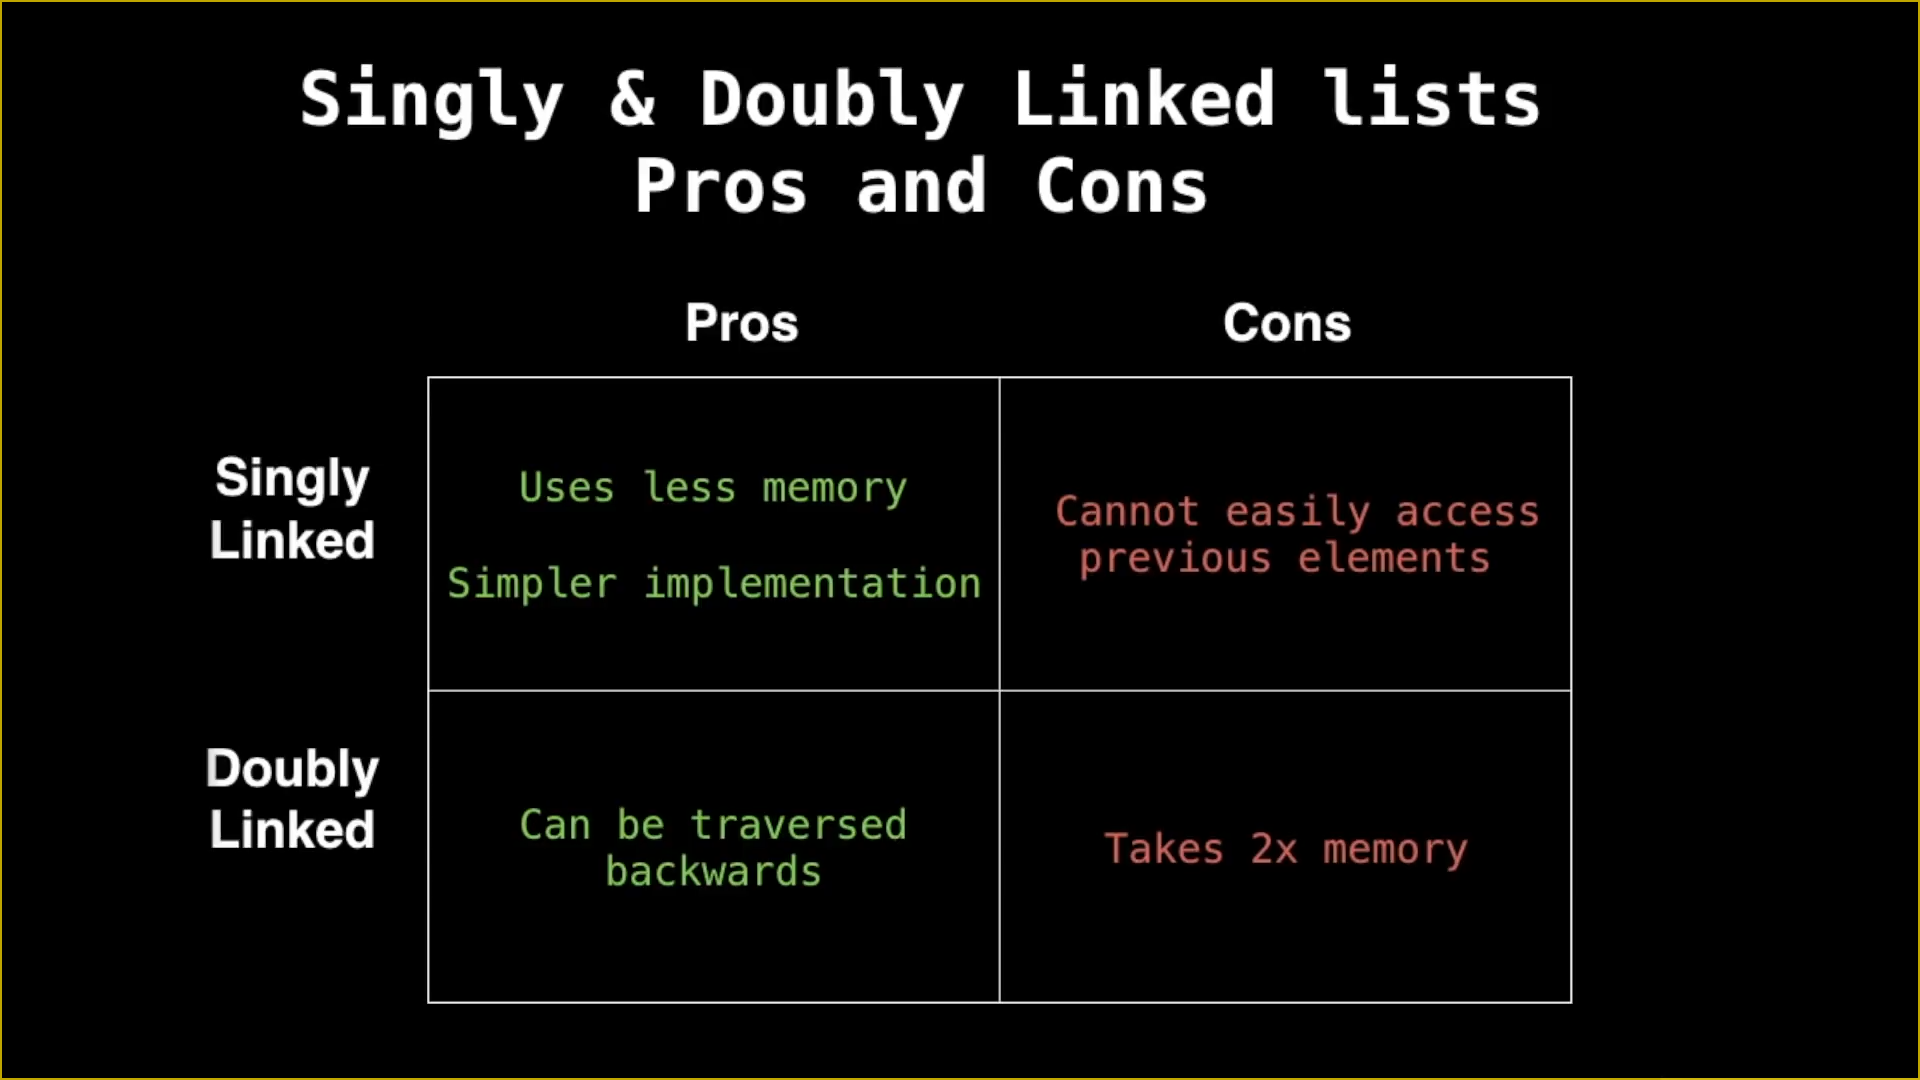 Singly & Doubly Linked lists
Pros and Cons
Pros
Cons
Singly
Linked
Uses less memory
Simpler implementation
Cannot easily access
previous elements
Doubly
Linked
Can be traversed
backwards
Takes 2x memory